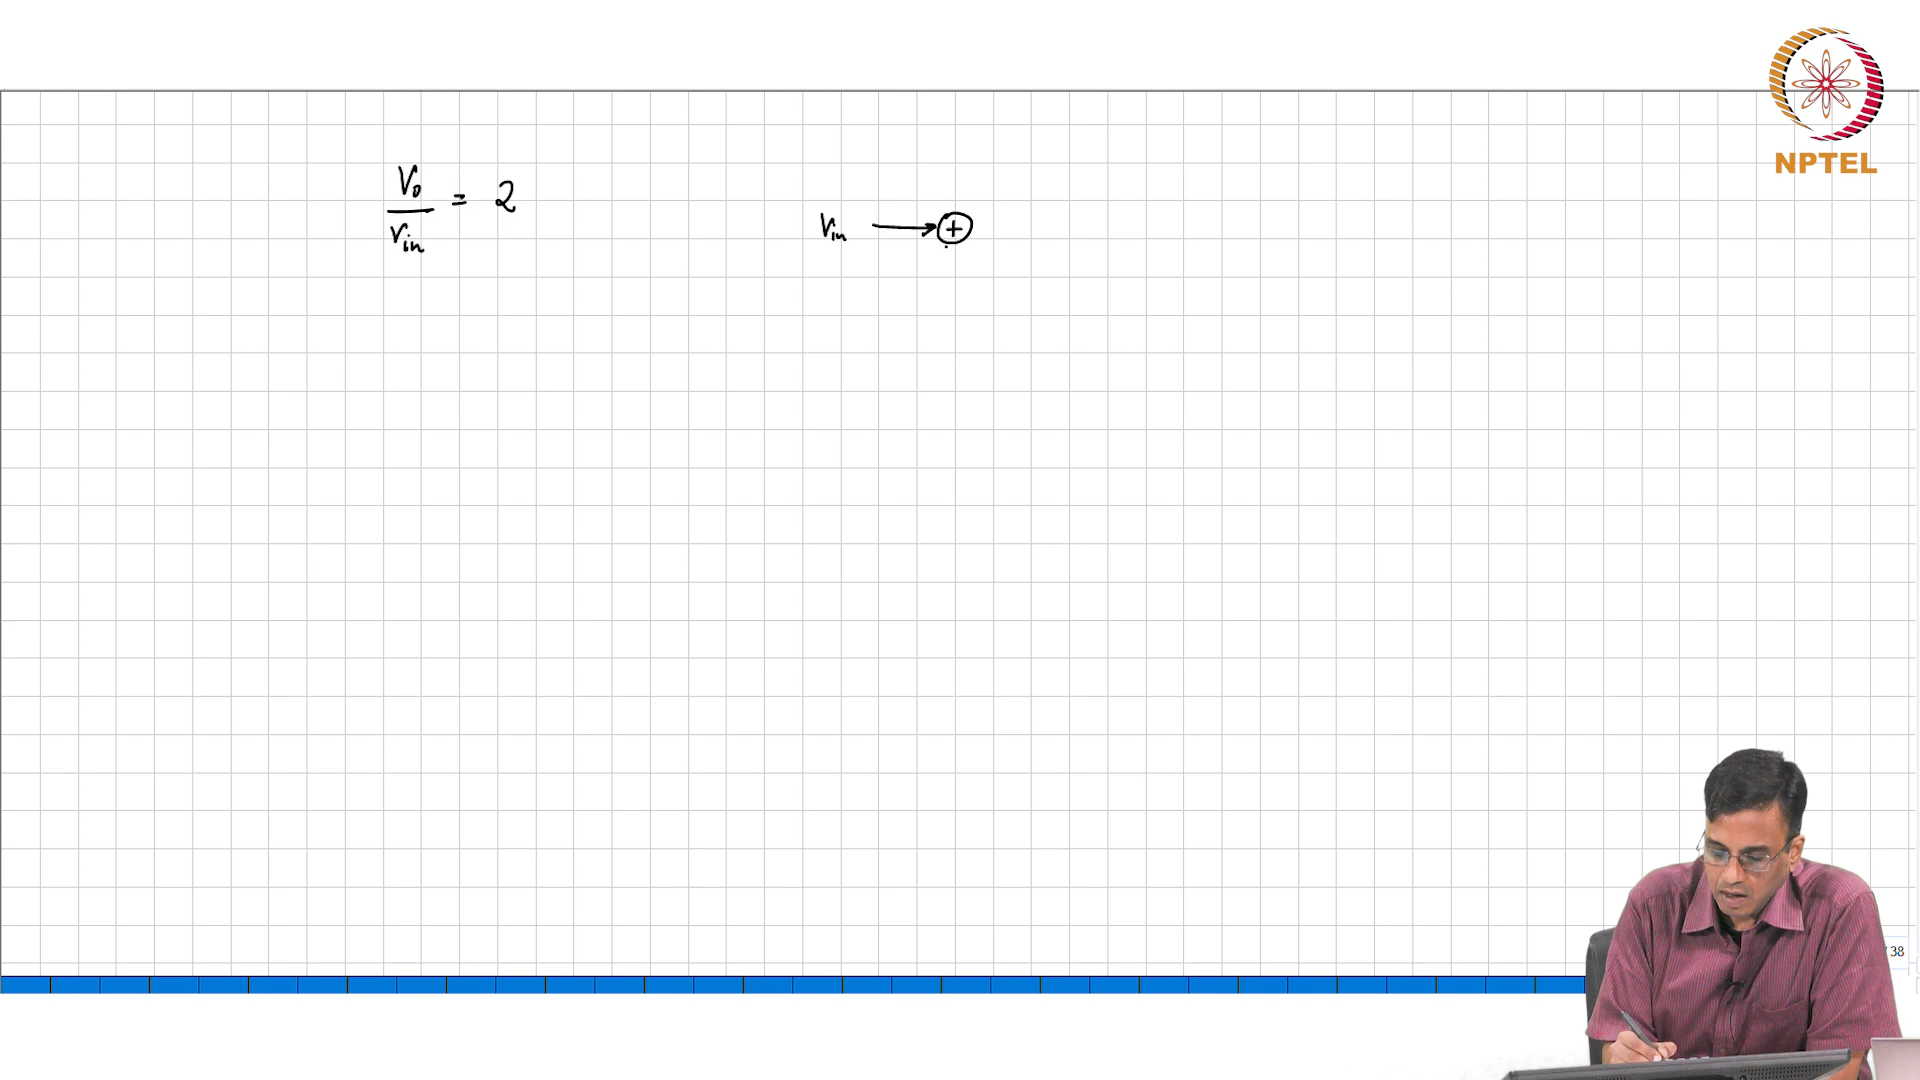 NPTEL
V₀/Vin = 2
Vin → +
/ 38